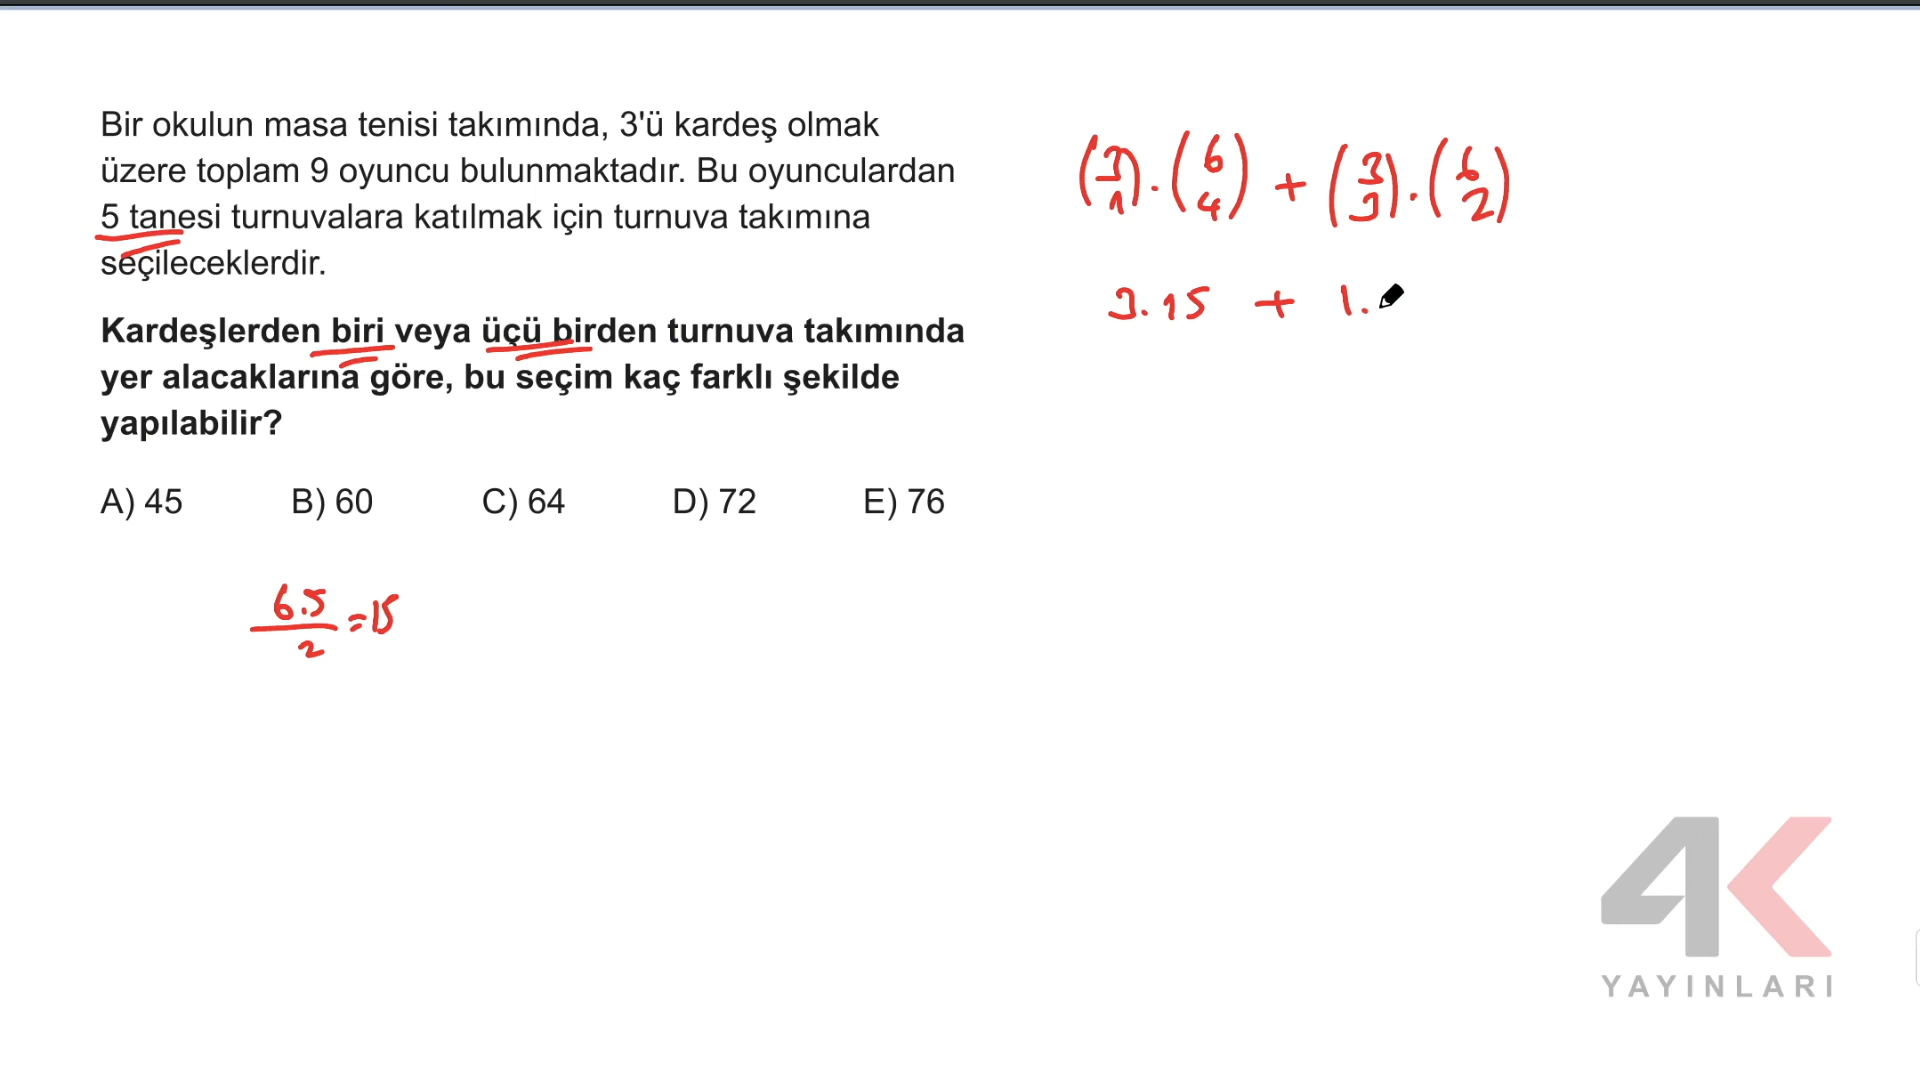 Bir okulun masa tenisi takımında, 3'ü kardeş olmak
üzere toplam 9 oyuncu bulunmaktadır. Bu oyunculardan
5 tanesi turnuvalara katılmak için turnuva takımına
seçileceklerdir.
Kardeşlerden biri veya üçü birden turnuva takımında
yer alacaklarına göre, bu seçim kaç farklı şekilde
yapılabilir?
A) 45 B) 60 C) 64 D) 72 E) 76
6.5
2
=15
(3 1) . (6 4) + (3 3) . (6 2)
3.15 + 1.
4K
YAYINLARI